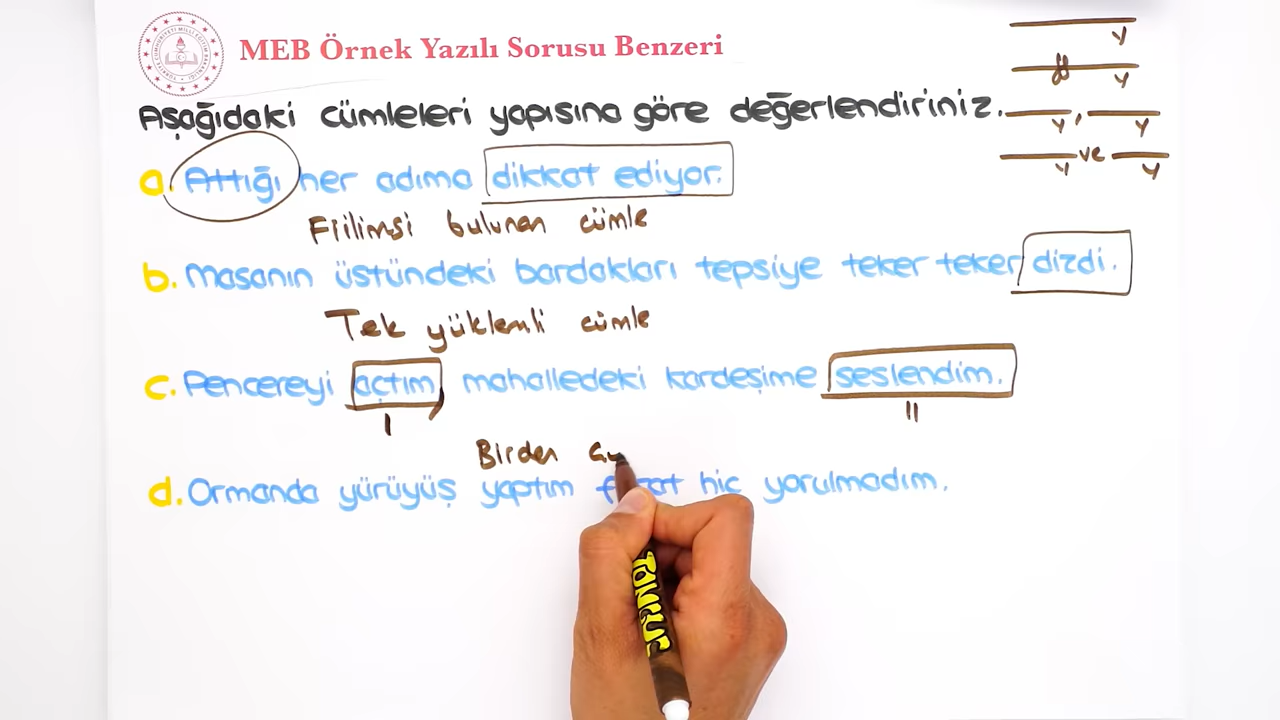 MEB Örnek Yazılı Sorusu Benzeri
Aşağıdaki cümleleri yapısına göre değerlendiriniz.
y
y
y , y
y ve y
a. Attığı her adıma dikkat ediyor.
Fiilimsi bulunan cümle
b. Masanın üstündeki bardakları tepsiye teker teker dizdi.
Tek yüklemli cümle
c. Pencereyi açtım, mahalledeki kardeşime seslendim.
I II
Birden
d. Ormanda yürüyüş yaptım hiç yorulmadım.